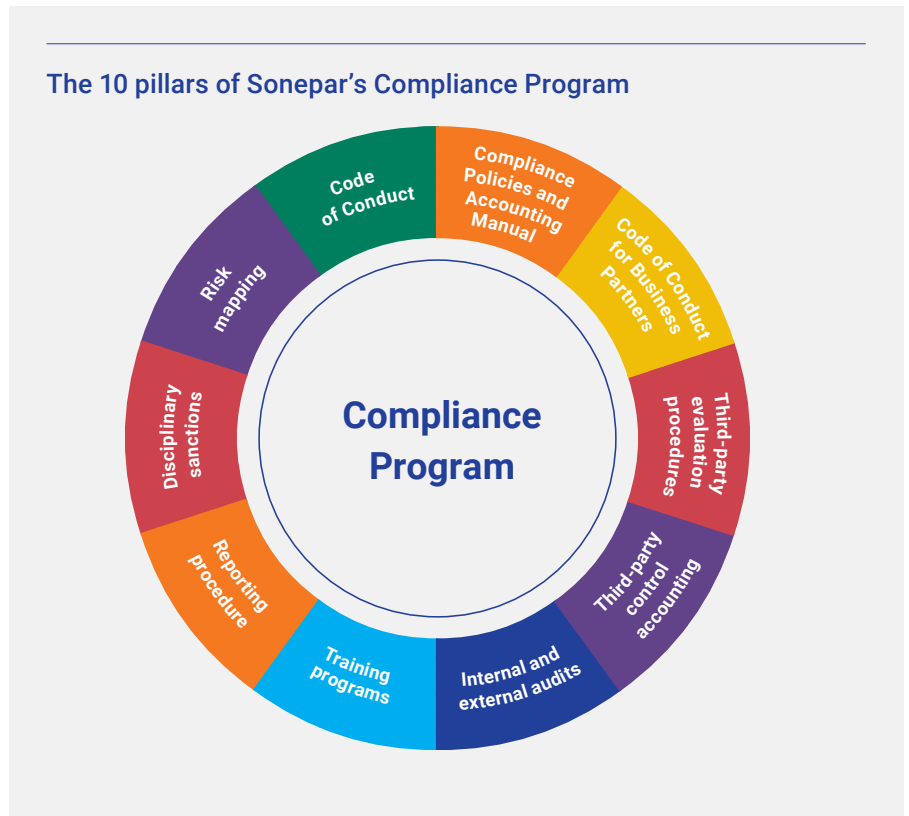 The 10 pillars of Sonepar’s Compliance Program
Compliance
Policies and
Accounting
Manual
Code of Conduct
for Business
Partners
Third-party
evaluation
procedures
Third-party
control
accounting
Internal and
external audits
Training
programs
Reporting
procedure
Disciplinary
sanctions
Risk
mapping
Code
of Conduct
Compliance
Program